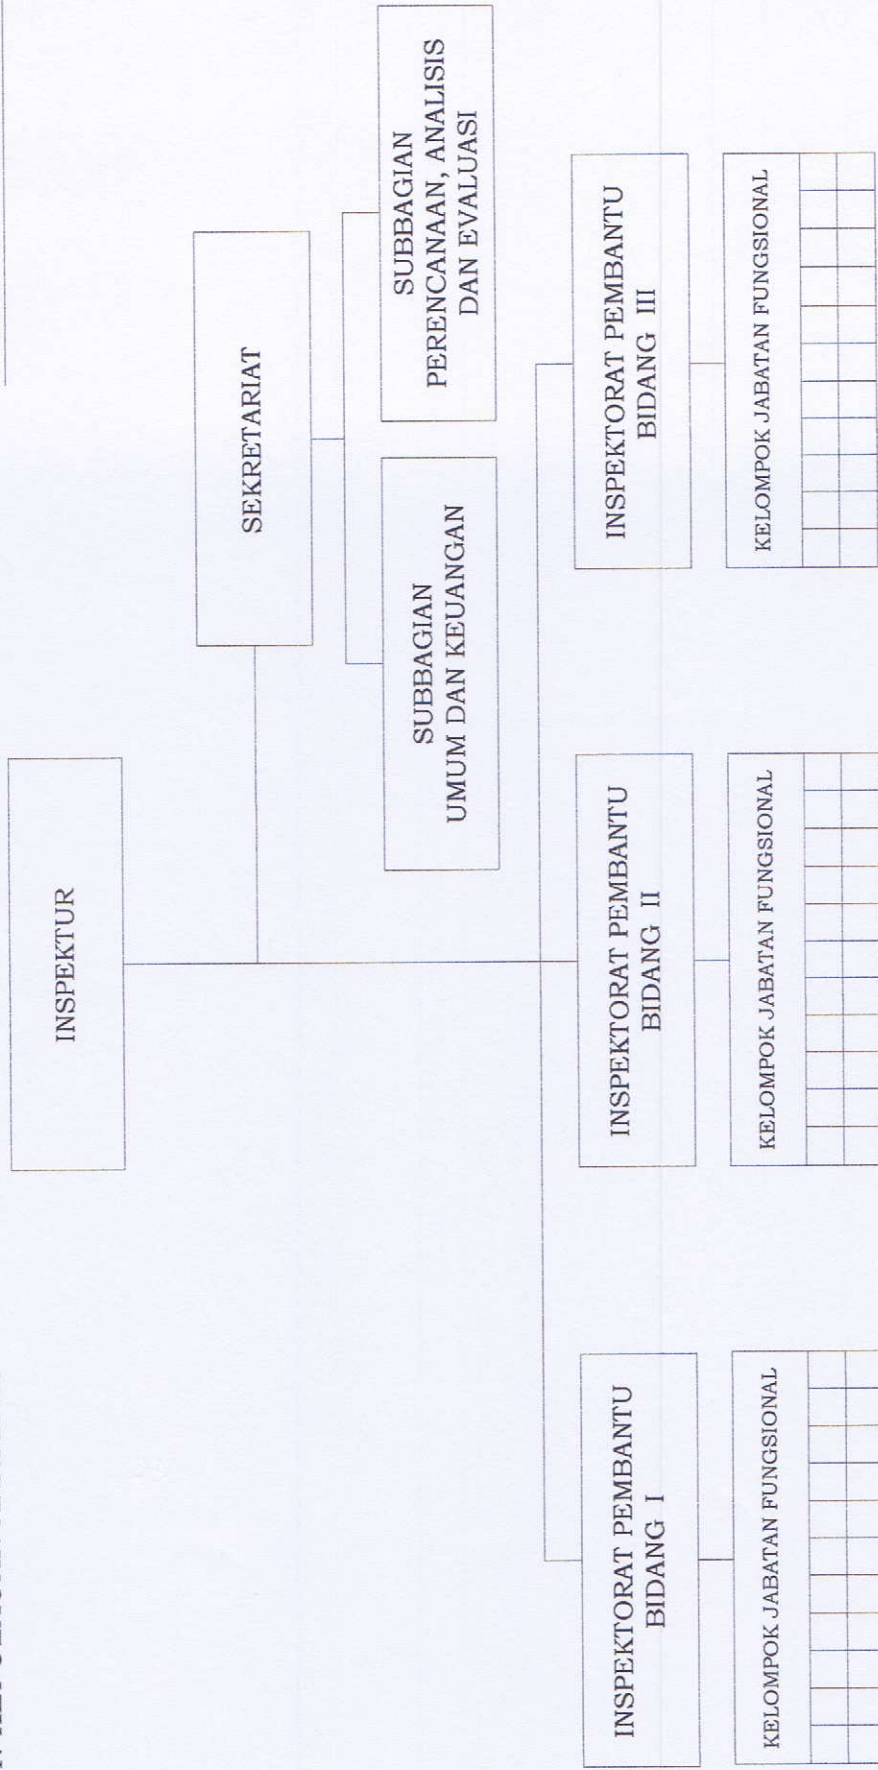 INSPEKTUR
SEKRETARIAT
SUBBAGIAN
UMUM DAN KEUANGAN
SUBBAGIAN
PERENCANAAN, ANALISIS
DAN EVALUASI
INSPEKTORAT PEMBANTU
BIDANG I
INSPEKTORAT PEMBANTU
BIDANG II
INSPEKTORAT PEMBANTU
BIDANG III
KELOMPOK JABATAN FUNGSIONAL
KELOMPOK JABATAN FUNGSIONAL
KELOMPOK JABATAN FUNGSIONAL